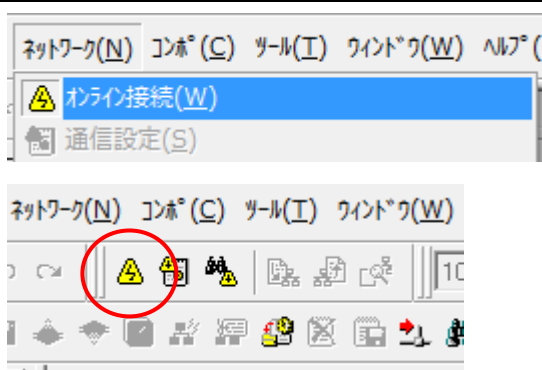 ﾈｯﾄﾜｰｸ(N) ｺﾝﾎﾟ(C) ﾂｰﾙ(T) ｳｨﾝﾄﾞｳ(W) ﾍﾙﾌﾟ(
ｵﾝﾗｲﾝ接続(W)
通信設定(S)
ﾈｯﾄﾜｰｸ(N) ｺﾝﾎﾟ(C) ﾂｰﾙ(T) ｳｨﾝﾄﾞｳ(W)
10